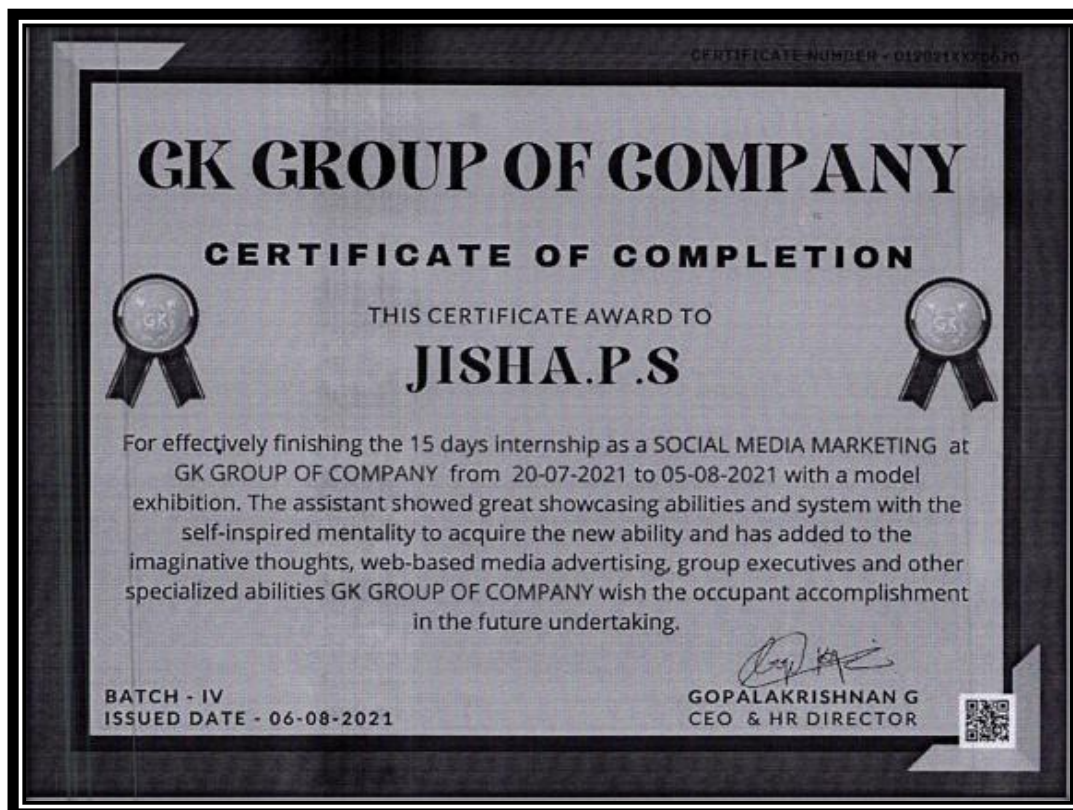 CERTIFICATE NUMBER -
GK GROUP OF COMPANY
CERTIFICATE OF COMPLETION
THIS CERTIFICATE AWARD TO
JISHA.P.S
GK
GK
For effectively finishing the 15 days internship as a SOCIAL MEDIA MARKETING at
GK GROUP OF COMPANY from 20-07-2021 to 05-08-2021 with a model
exhibition. The assistant showed great showcasing abilities and system with the
self-inspired mentality to acquire the new ability and has added to the
imaginative thoughts, web-based media advertising, group executives and other
specialized abilities GK GROUP OF COMPANY wish the occupant accomplishment
in the future undertaking.
BATCH - IV
ISSUED DATE - 06-08-2021
GOPALAKRISHNAN G
CEO & HR DIRECTOR